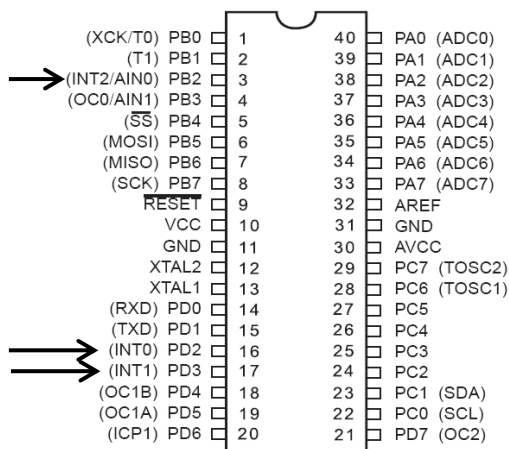 (XCK/T0) PB0 1 40 PA0 (ADC0)
(T1) PB1 2 39 PA1 (ADC1)
(INT2/AIN0) PB2 3 38 PA2 (ADC2)
(OC0/AIN1) PB3 4 37 PA3 (ADC3)
(SS) PB4 5 36 PA4 (ADC4)
(MOSI) PB5 6 35 PA5 (ADC5)
(MISO) PB6 7 34 PA6 (ADC6)
(SCK) PB7 8 33 PA7 (ADC7)
RESET 9 32 AREF
VCC 10 31 GND
GND 11 30 AVCC
XTAL2 12 29 PC7 (TOSC2)
XTAL1 13 28 PC6 (TOSC1)
(RXD) PD0 14 27 PC5
(TXD) PD1 15 26 PC4
(INT0) PD2 16 25 PC3
(INT1) PD3 17 24 PC2
(OC1B) PD4 18 23 PC1 (SDA)
(OC1A) PD5 19 22 PC0 (SCL)
(ICP1) PD6 20 21 PD7 (OC2)